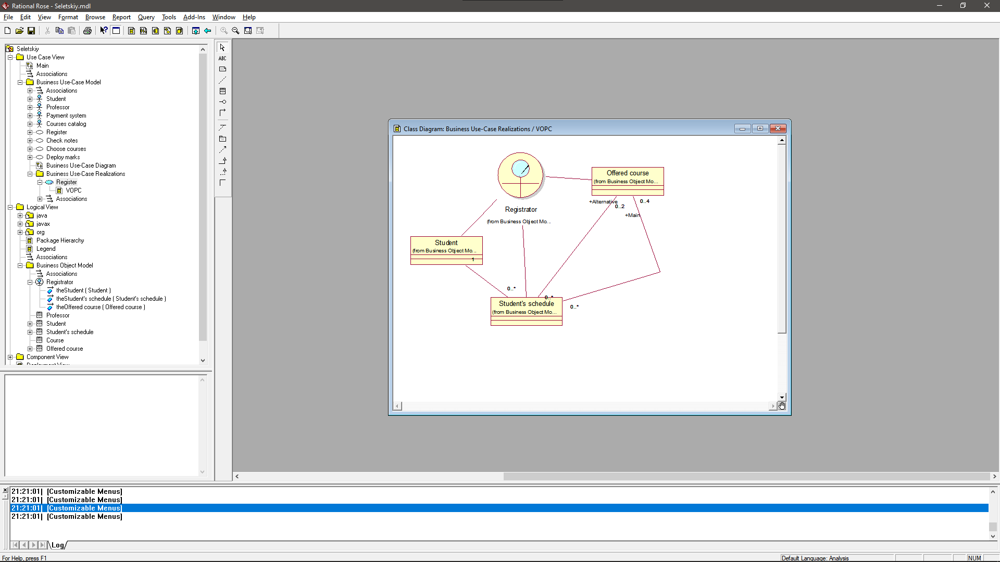 Rational Rose - Seletskiy.mdl
File Edit View Format Browse Report Query Tools Add-Ins Window Help
Seletskiy
Use Case View
Main
Associations
Business Use-Case Model
Associations
Student
Professor
Payment system
Courses catalog
Register
Check notes
Choose courses
Deploy marks
Business Use-Case Diagram
Business Use-Case Realizations
Register
VOPC
Associations
Logical View
java
javax
org
Package Hierarchy
Legend
Associations
Business Object Model
Associations
Registrator
theStudent ( Student )
theStudent's schedule ( Student's schedule )
theOffered course ( Offered course )
Professor
Student
Student's schedule
Course
Offered course
Component View
Deployment View
ABC
Class Diagram: Business Use-Case Realizations / VOPC
Offered course
(from Business Object Mo...
+Alternative
0..4
0..2
+Main
Registrator
(from Business Object Mo...
Student
(from Business Object Mo...
1
0..*
0..*
Student's schedule
(from Business Object Mo...
0..*
21:21:01| [Customizable Menus]
21:21:01| [Customizable Menus]
21:21:01| [Customizable Menus]
21:21:01| [Customizable Menus]
Log
For Help, press F1
Default Language: Analysis
NUM